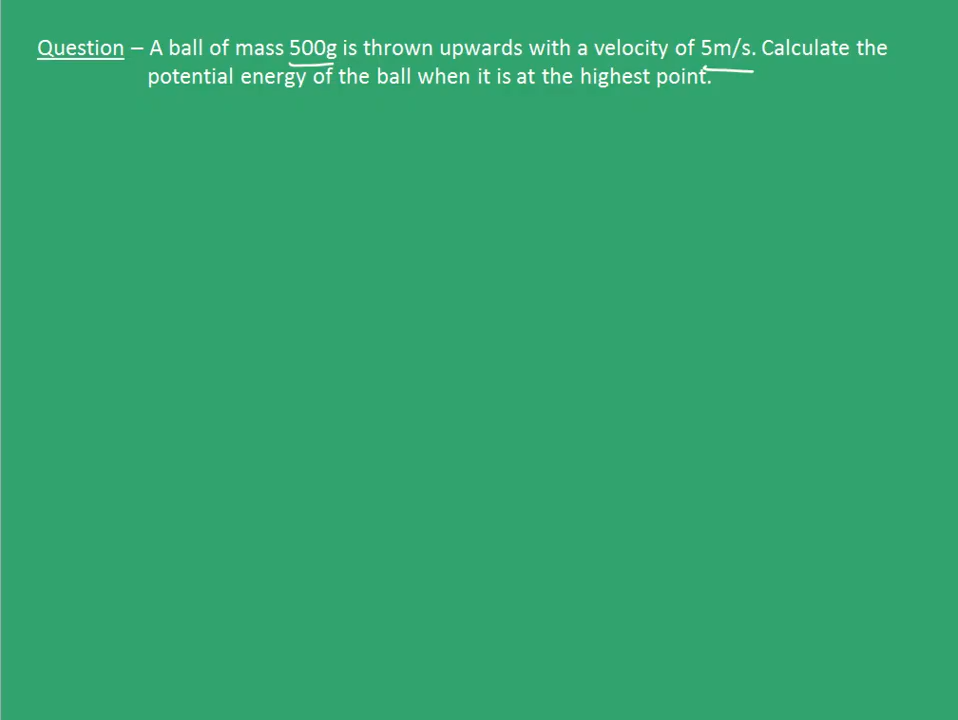 Question – A ball of mass 500g is thrown upwards with a velocity of 5m/s. Calculate the
potential energy of the ball when it is at the highest point.